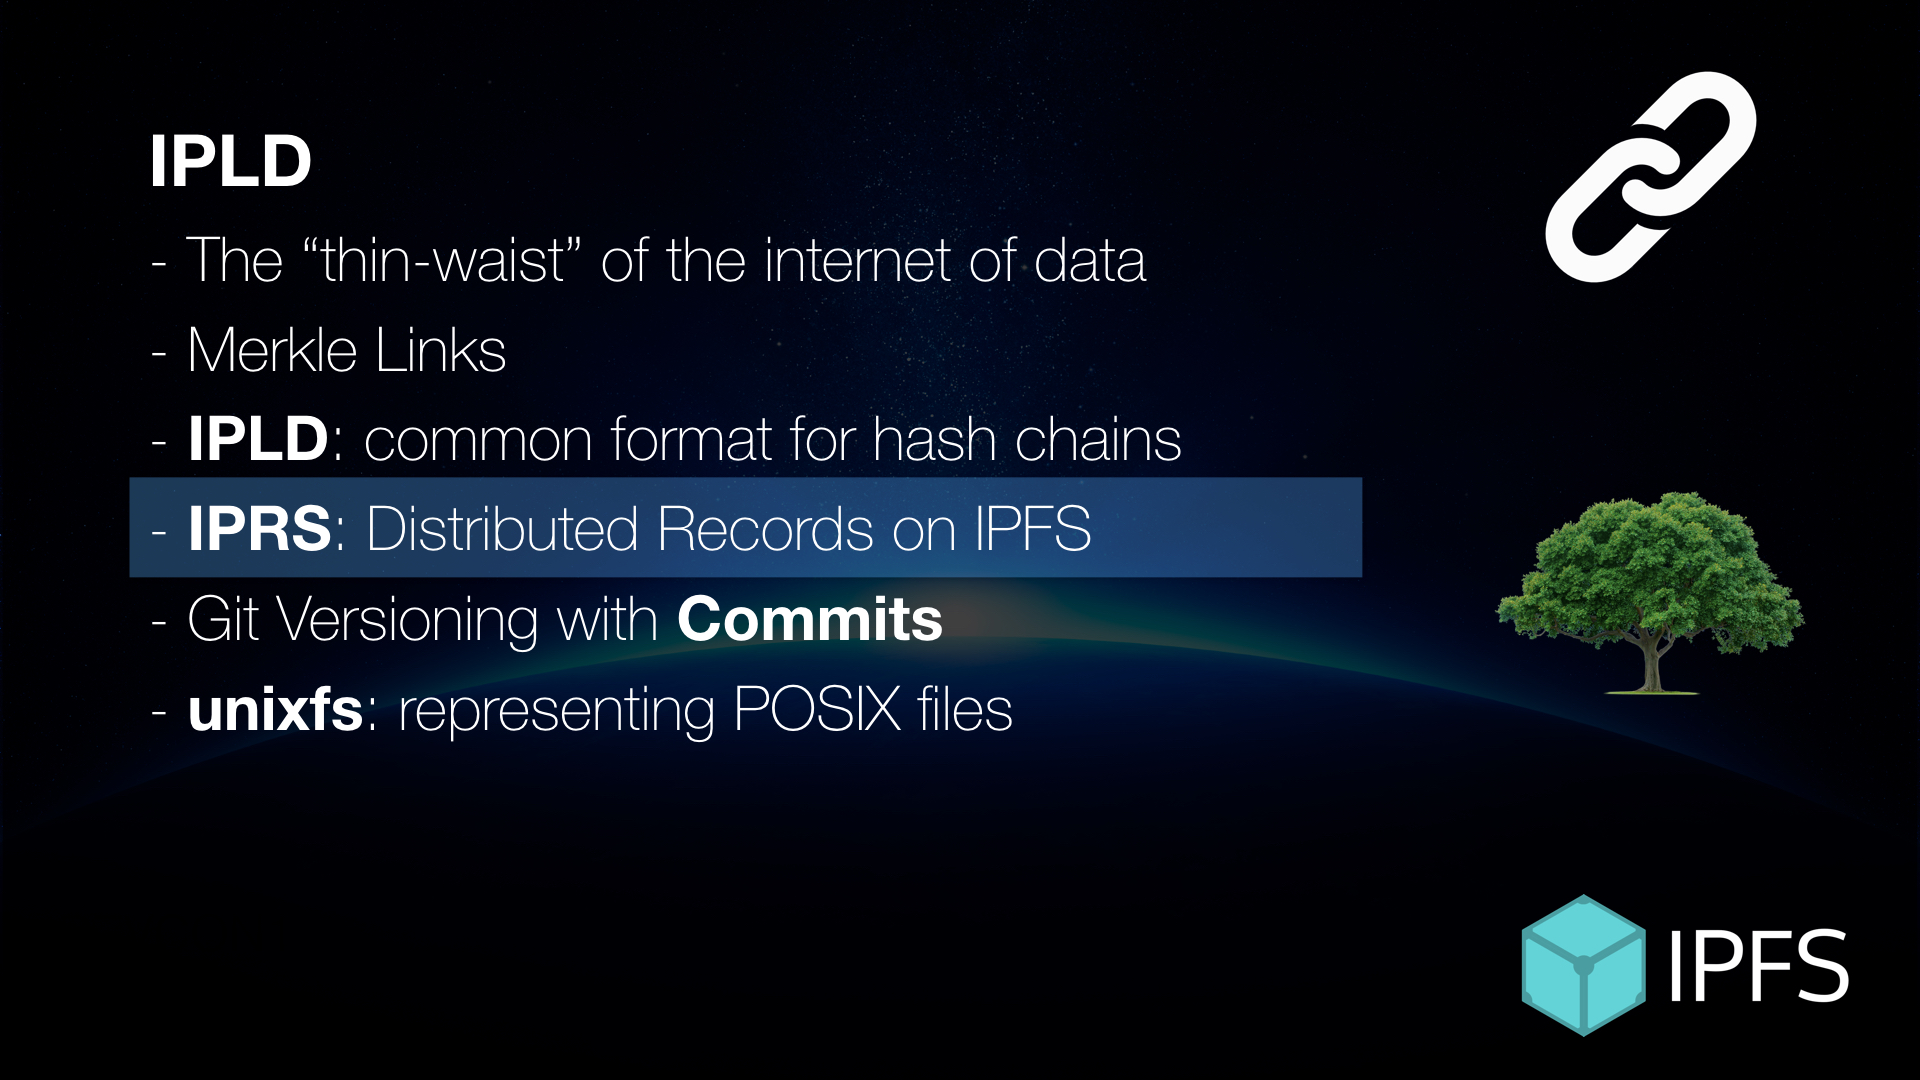 IPLD
- The “thin-waist” of the internet of data
- Merkle Links
- IPLD: common format for hash chains
- IPRS: Distributed Records on IPFS
- Git Versioning with Commits
- unixfs: representing POSIX files
IPFS